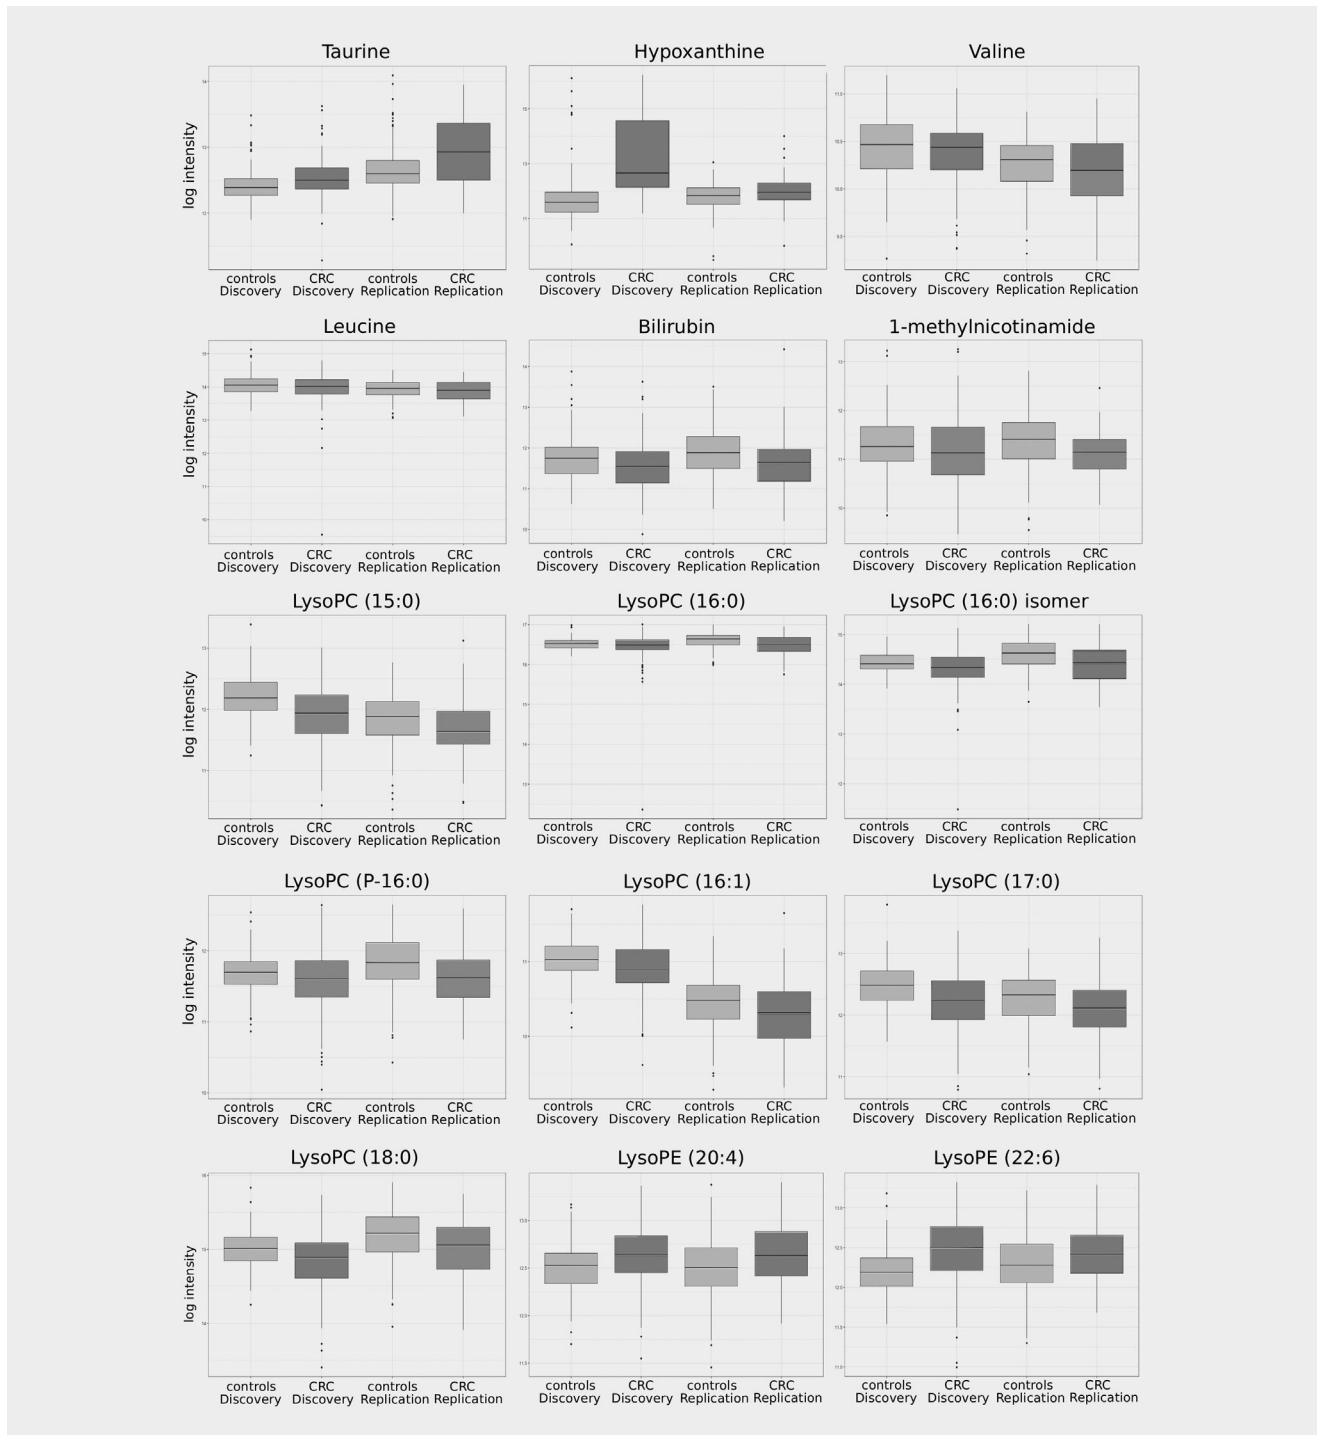 Taurine Hypoxanthine Valine
log intensity
controls CRC controls CRC controls CRC controls CRC controls CRC controls CRC
Discovery Discovery Replication Replication Discovery Discovery Replication Replication Discovery Discovery Replication Replication
Leucine Bilirubin 1-methylnicotinamide
log intensity
controls CRC controls CRC controls CRC controls CRC controls CRC controls CRC
Discovery Discovery Replication Replication Discovery Discovery Replication Replication Discovery Discovery Replication Replication
LysoPC (15:0) LysoPC (16:0) LysoPC (16:0) isomer
log intensity
controls CRC controls CRC controls CRC controls CRC controls CRC controls CRC
Discovery Discovery Replication Replication Discovery Discovery Replication Replication Discovery Discovery Replication Replication
LysoPC (P-16:0) LysoPC (16:1) LysoPC (17:0)
log intensity
controls CRC controls CRC controls CRC controls CRC controls CRC controls CRC
Discovery Discovery Replication Replication Discovery Discovery Replication Replication Discovery Discovery Replication Replication
LysoPC (18:0) LysoPE (20:4) LysoPE (22:6)
log intensity
controls CRC controls CRC controls CRC controls CRC controls CRC controls CRC
Discovery Discovery Replication Replication Discovery Discovery Replication Replication Discovery Discovery Replication Replication